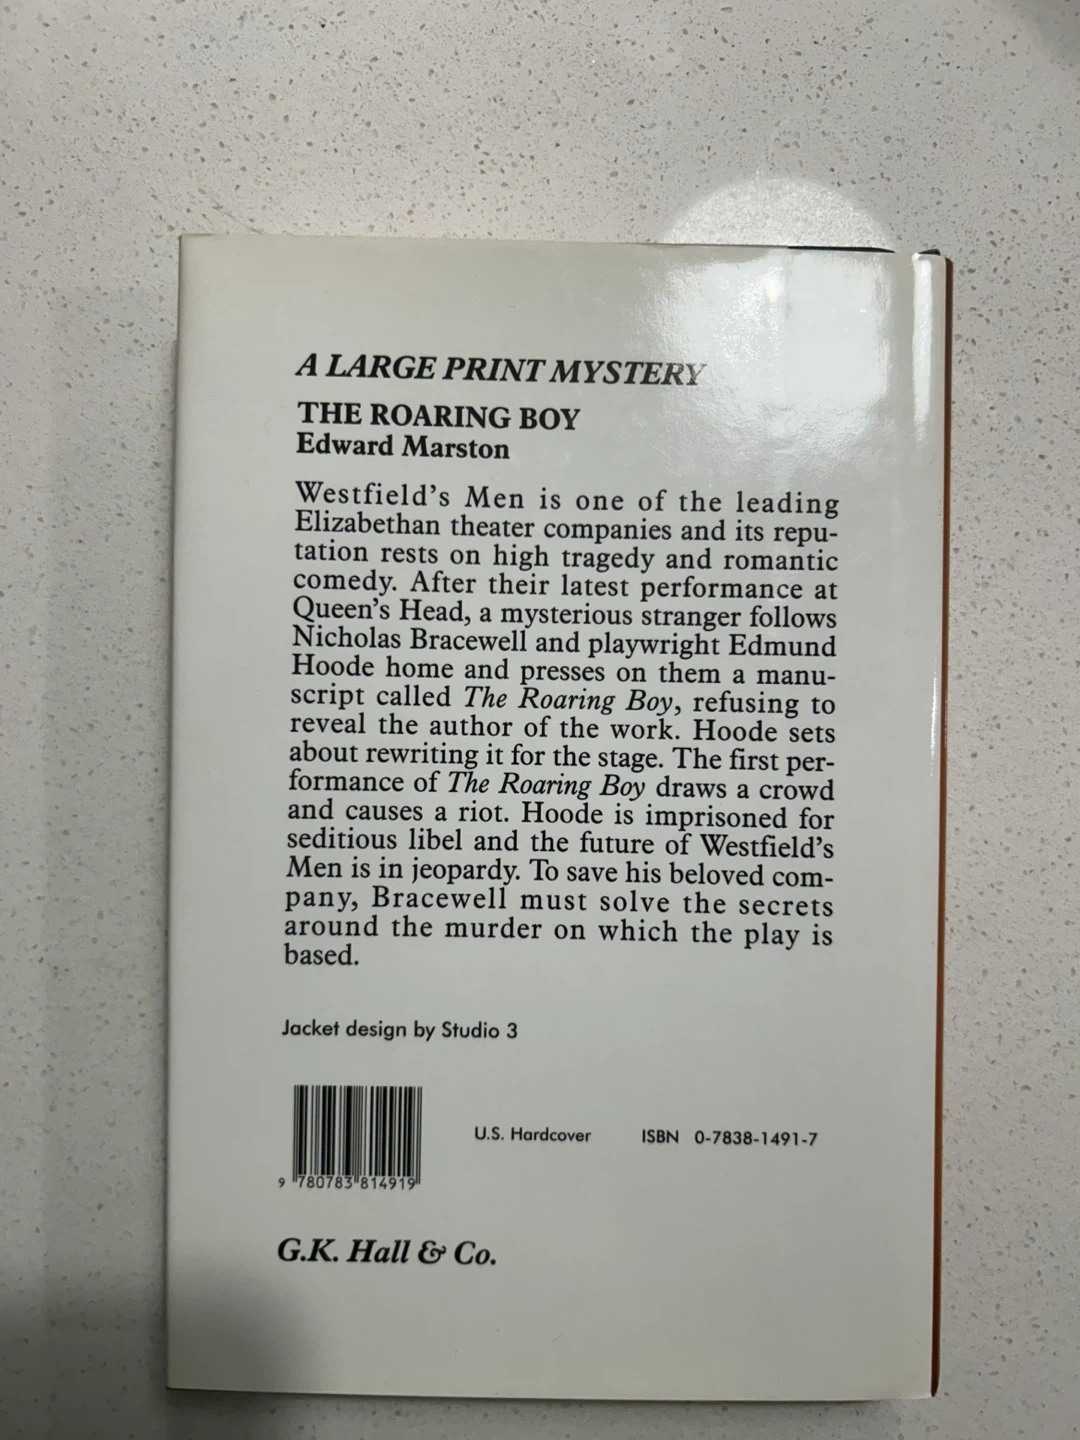 A LARGE PRINT MYSTERY
THE ROARING BOY
Edward Marston
Westfield's Men is one of the leading
Elizabethan theater companies and its repu-
tation rests on high tragedy and romantic
comedy. After their latest performance at
Queen's Head, a mysterious stranger follows
Nicholas Bracewell and playwright Edmund
Hoode home and presses on them a manu-
script called The Roaring Boy, refusing to
reveal the author of the work. Hoode sets
about rewriting it for the stage. The first per-
formance of The Roaring Boy draws a crowd
and causes a riot. Hoode is imprisoned for
seditious libel and the future of Westfield's
Men is in jeopardy. To save his beloved com-
pany, Bracewell must solve the secrets
around the murder on which the play is
based.
Jacket design by Studio 3
U.S. Hardcover ISBN 0-7838-1491-7
9 780783 814919
G.K. Hall & Co.